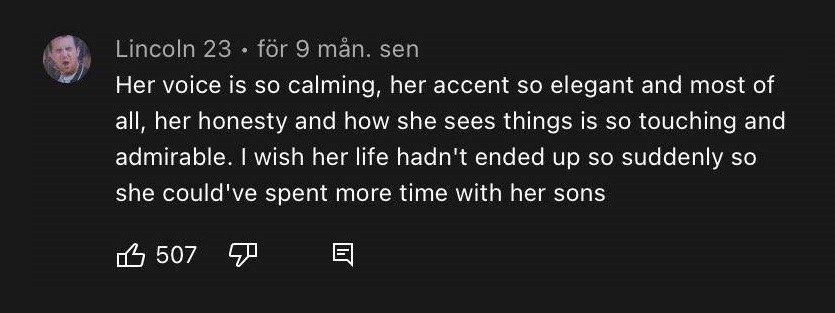 Lincoln 23 • för 9 mån. sen
Her voice is so calming, her accent so elegant and most of
all, her honesty and how she sees things is so touching and
admirable. I wish her life hadn't ended up so suddenly so
she could've spent more time with her sons
507